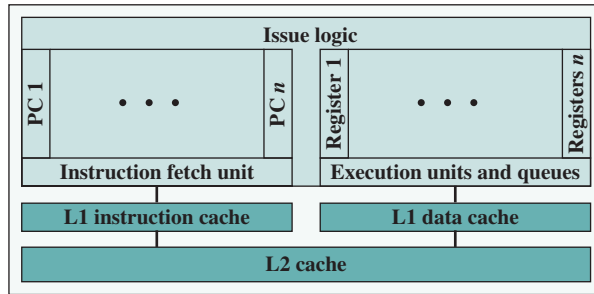 Issue logic
PC 1
• • •
PC n
Register 1
• • •
Registers n
Instruction fetch unit
Execution units and queues
L1 instruction cache
L1 data cache
L2 cache